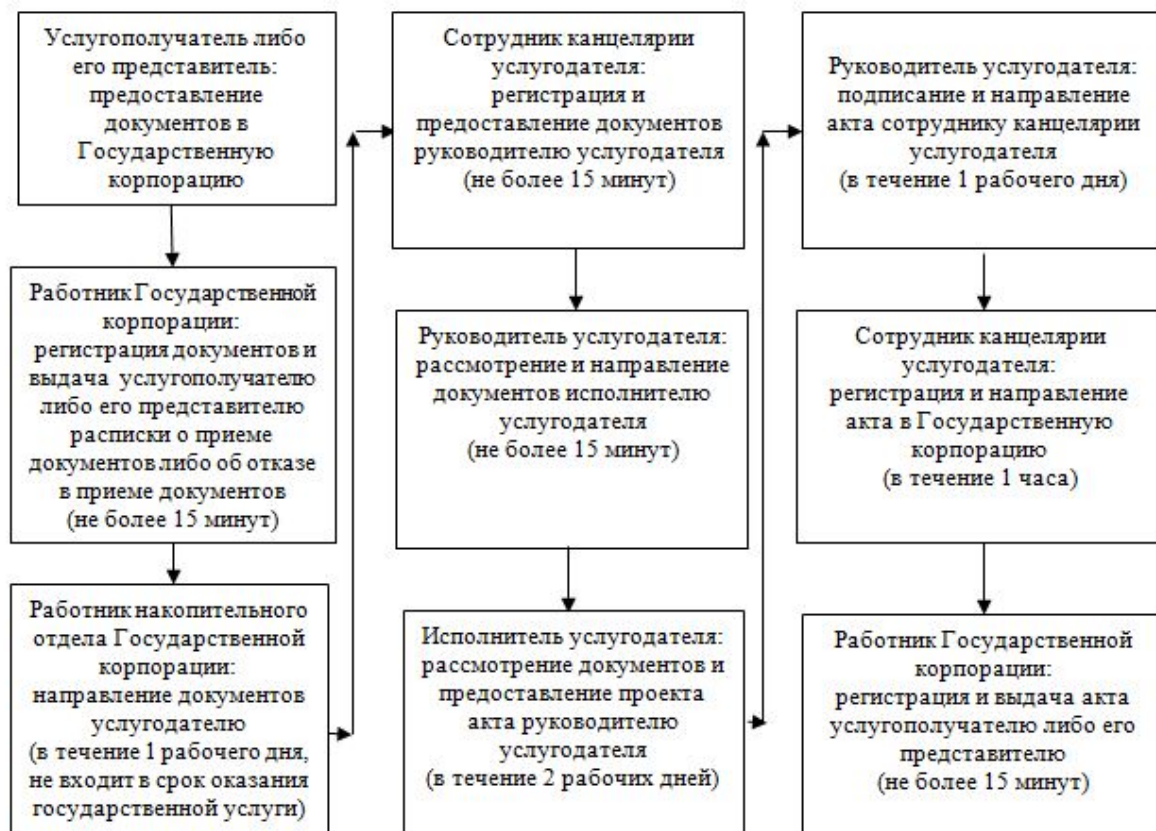 Услугополучатель либо
его представитель:
предоставление
документов в
Государственную
корпорацию
Работник Государственной
корпорации:
регистрация документов и
выдача услугополучателю
либо его представителю
расписки о приеме
документов либо об отказе
в приеме документов
(не более 15 минут)
Работник накопительного
отдела Государственной
корпорации:
направление документов
услугодателю
(в течение 1 рабочего дня,
не входит в срок оказания
государственной услуги)
Сотрудник канцелярии
услугодателя:
регистрация и
предоставление документов
руководителю услугодателя
(не более 15 минут)
Руководитель услугодателя:
рассмотрение и направление
документов исполнителю
услугодателя
(не более 15 минут)
Исполнитель услугодателя:
рассмотрение документов и
предоставление проекта
акта руководителю
услугодателя
(в течение 2 рабочих дней)
Руководитель услугодателя:
подписание и направление
акта сотруднику канцелярии
услугодателя
(в течение 1 рабочего дня)
Сотрудник канцелярии
услугодателя:
регистрация и направление
акта в Государственную
корпорацию
(в течение 1 часа)
Работник Государственной
корпорации:
регистрация и выдача акта
услугополучателю либо его
представителю
(не более 15 минут)